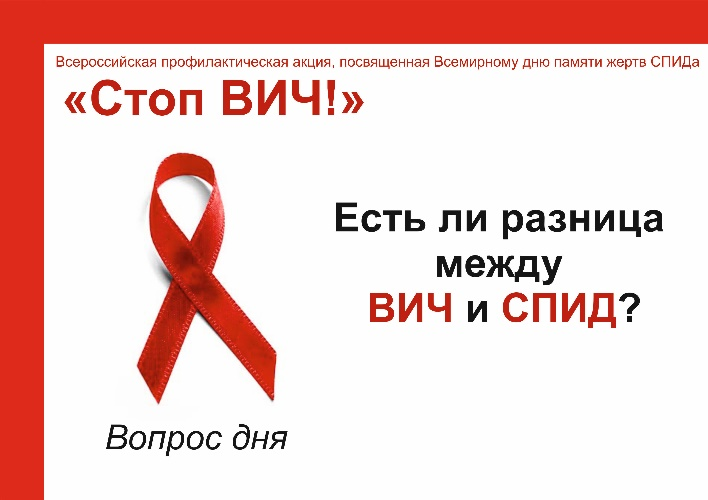 Всероссийская профилактическая акция, посвященная Всемирному дню памяти жертв СПИДа
«Стоп ВИЧ!»
Есть ли разница
между
ВИЧ и СПИД?
Вопрос дня